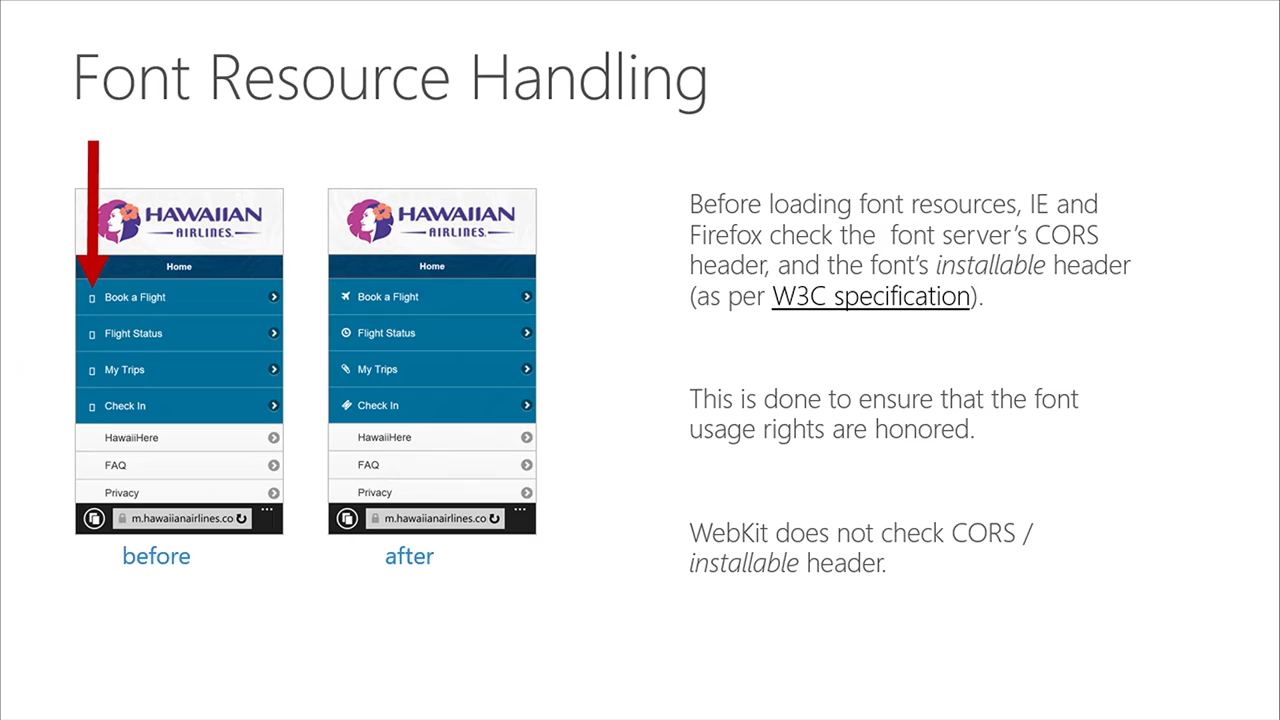 Font Resource Handling
HAWAIIAN
AIRLINES
Home
Book a Flight
Flight Status
My Trips
Check In
HawaiiHere
FAQ
Privacy
m.hawaiianairlines.co
before
HAWAIIAN
AIRLINES
Home
Book a Flight
Flight Status
My Trips
Check In
HawaiiHere
FAQ
Privacy
m.hawaiianairlines.co
after
Before loading font resources, IE and
Firefox check the font server's CORS
header, and the font's installable header
(as per W3C specification).
This is done to ensure that the font
usage rights are honored.
WebKit does not check CORS /
installable header.